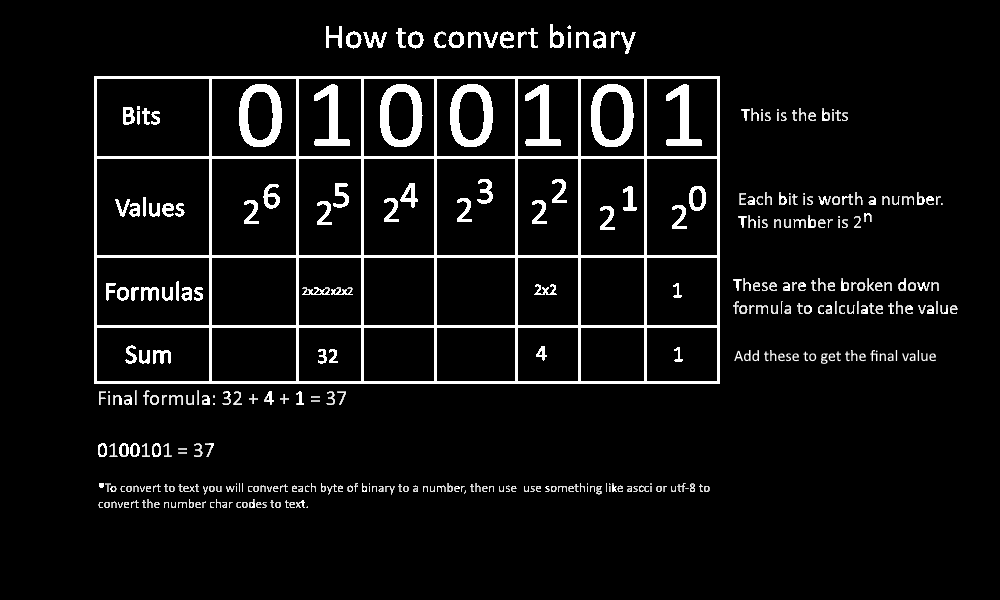 How to convert binary
Bits 0 1 0 0 1 0 1 This is the bits
Values 2^6 2^5 2^4 2^3 2^2 2^1 2^0 Each bit is worth a number.
This number is 2^n
Formulas 2x2x2x2x2 2x2 1 These are the broken down
formula to calculate the value
Sum 32 4 1 Add these to get the final value
Final formula: 32 + 4 + 1 = 37
0100101 = 37
*To convert to text you will convert each byte of binary to a number, then use  use something like ascci or utf-8 to
convert the number char codes to text.